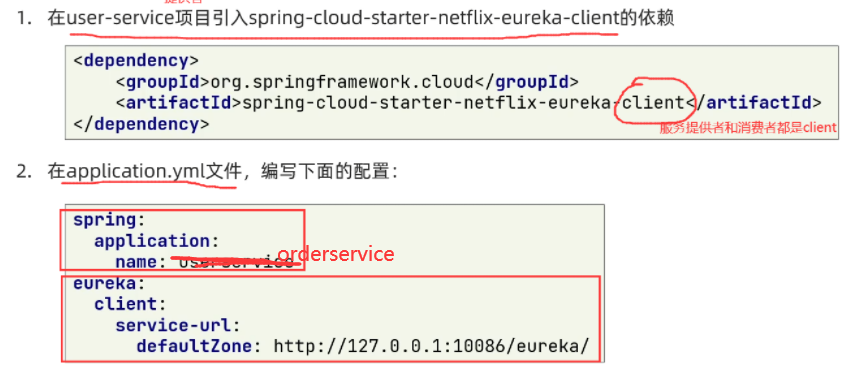 提供者
1. 在user-service项目引入spring-cloud-starter-netflix-eureka-client的依赖
<dependency>
<groupId>org.springframework.cloud</groupId>
<artifactId>spring-cloud-starter-netflix-eureka-client</artifactId>
</dependency>
服务提供者和消费者都是client
2. 在application.yml文件，编写下面的配置：
spring:
application:
name: userservice orderservice
eureka:
client:
service-url:
defaultZone: http://127.0.0.1:10086/eureka/